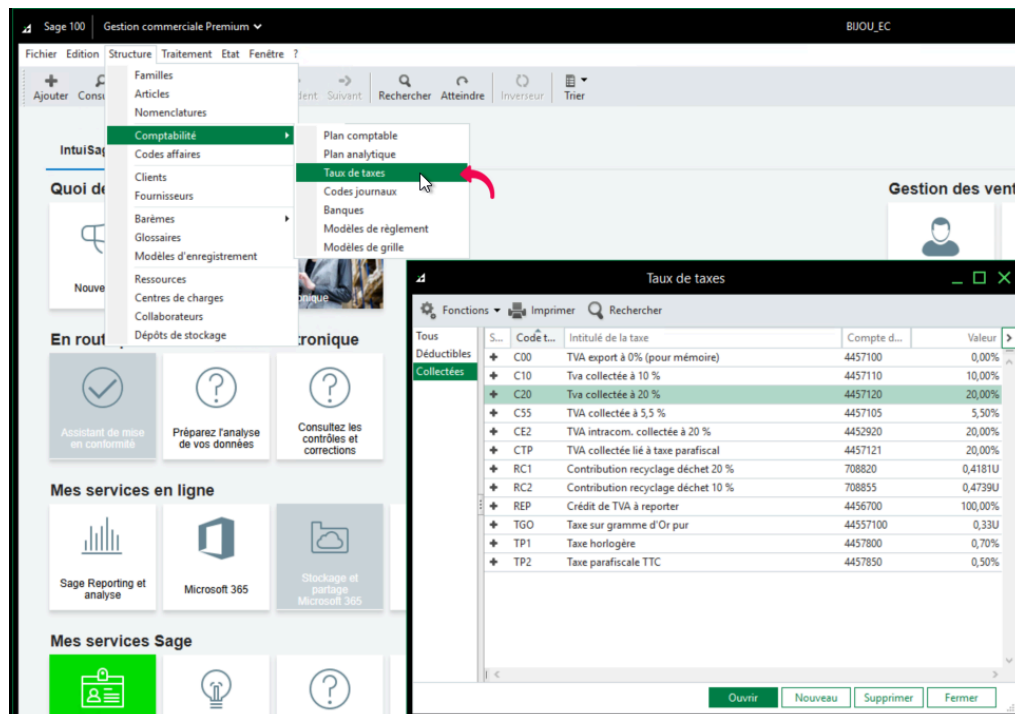 Sage 100 Gestion commerciale Premium BIJOU_EC
Fichier Edition Structure Traitement Etat Fenêtre ?
Ajouter Consu dent Suivant Rechercher Atteindre Inverseur Trier
Familles
Articles
Nomenclatures
Comptabilité
Codes affaires
Clients
Fournisseurs
Barèmes
Glossaires
Modèles d'enregistrement
Ressources
Centres de charges
Collaborateurs
Dépôts de stockage
Plan comptable
Plan analytique
Taux de taxes
Codes journaux
Banques
Modèles de règlement
Modèles de grille
IntuiSag
Quoi de
Gestion des vent
Nouve
onique
En rout
tronique
Assistant de mise
en conformité
Préparez l'analyse
de vos données
Consultez les
contrôles et
corrections
Mes services en ligne
Sage Reporting et
analyse
Microsoft 365
Stockage et
partage
Microsoft 365
Mes services Sage
Taux de taxes
Fonctions Imprimer Rechercher
Tous
Déductibles
Collectées
S... Code t... Intitulé de la taxe Compte d... Valeur
C00 TVA export à 0% (pour mémoire) 4457100 0,00%
C10 Tva collectée à 10 % 4457110 10,00%
C20 Tva collectée à 20 % 4457120 20,00%
C55 TVA collectée à 5,5 % 4457105 5,50%
CE2 TVA intracom. collectée à 20 % 4452920 20,00%
CTP TVA collectée lié à taxe parafiscal 4457121 20,00%
RC1 Contribution recyclage déchet 20 % 708820 0,4181U
RC2 Contribution recyclage déchet 10 % 708855 0,4739U
REP Crédit de TVA à reporter 4456700 100,00%
TGO Taxe sur gramme d'Or pur 44557100 0,33U
TP1 Taxe horlogère 4457800 0,70%
TP2 Taxe parafiscale TTC 4457850 0,50%
Ouvrir Nouveau Supprimer Fermer